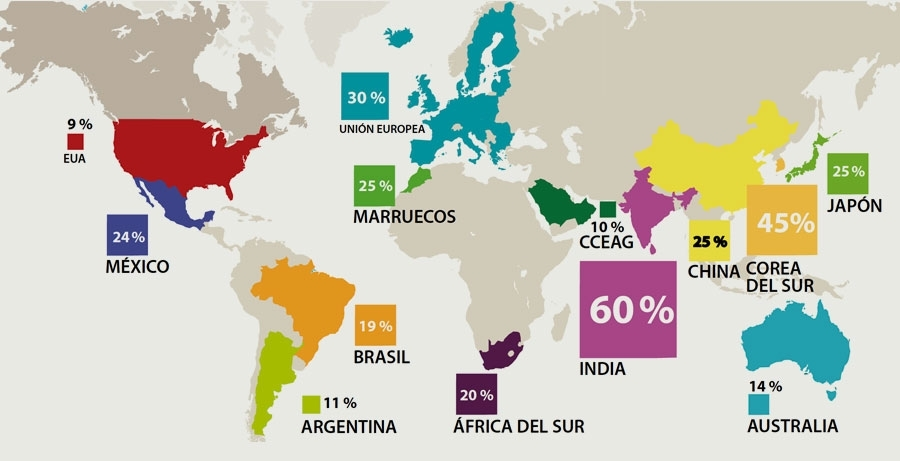 9 %
EUA
24 %
MÉXICO
30 %
UNIÓN EUROPEA
25 %
MARRUECOS
10 %
CCEAG
60 %
INDIA
25 %
CHINA
45%
COREA
DEL SUR
25 %
JAPÓN
19 %
BRASIL
11 %
ARGENTINA
20 %
ÁFRICA DEL SUR
14 %
AUSTRALIA